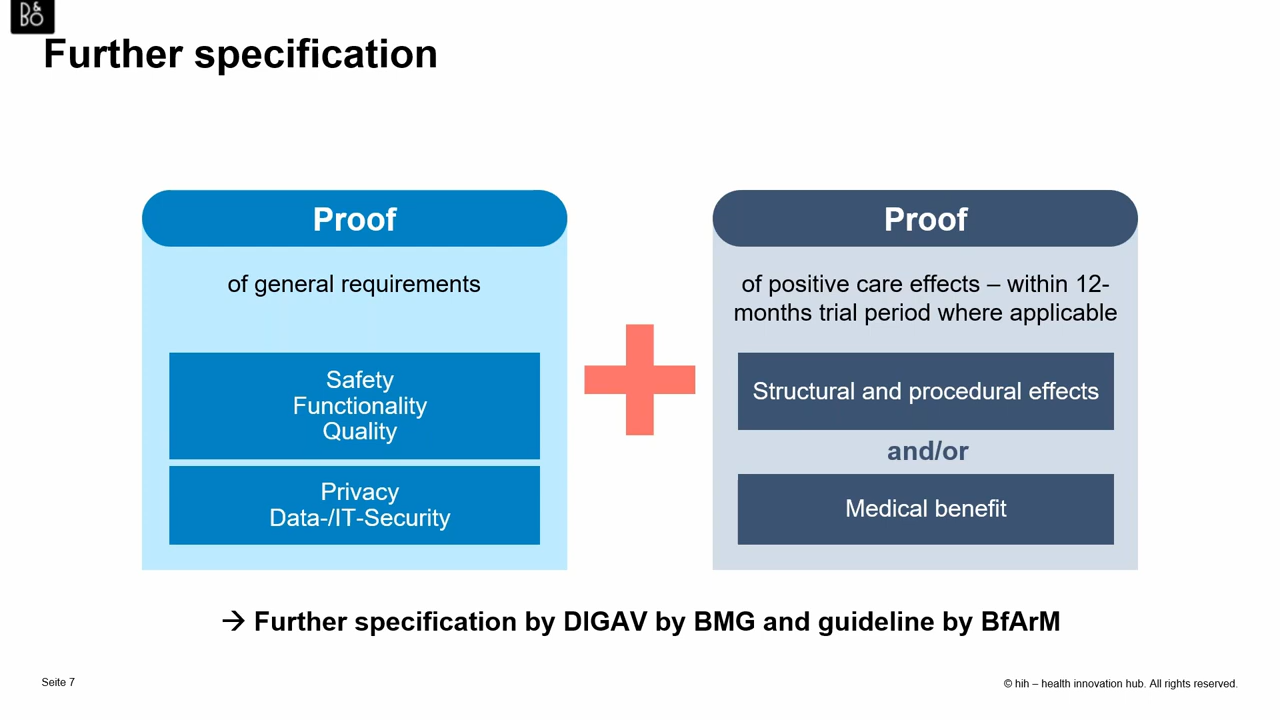 B&O
Further specification
Proof
of general requirements
Safety
Functionality
Quality
Privacy
Data-/IT-Security
Proof
of positive care effects – within 12-
months trial period where applicable
Structural and procedural effects
and/or
Medical benefit
→ Further specification by DIGAV by BMG and guideline by BfArM
Seite 7
© hih – health innovation hub. All rights reserved.